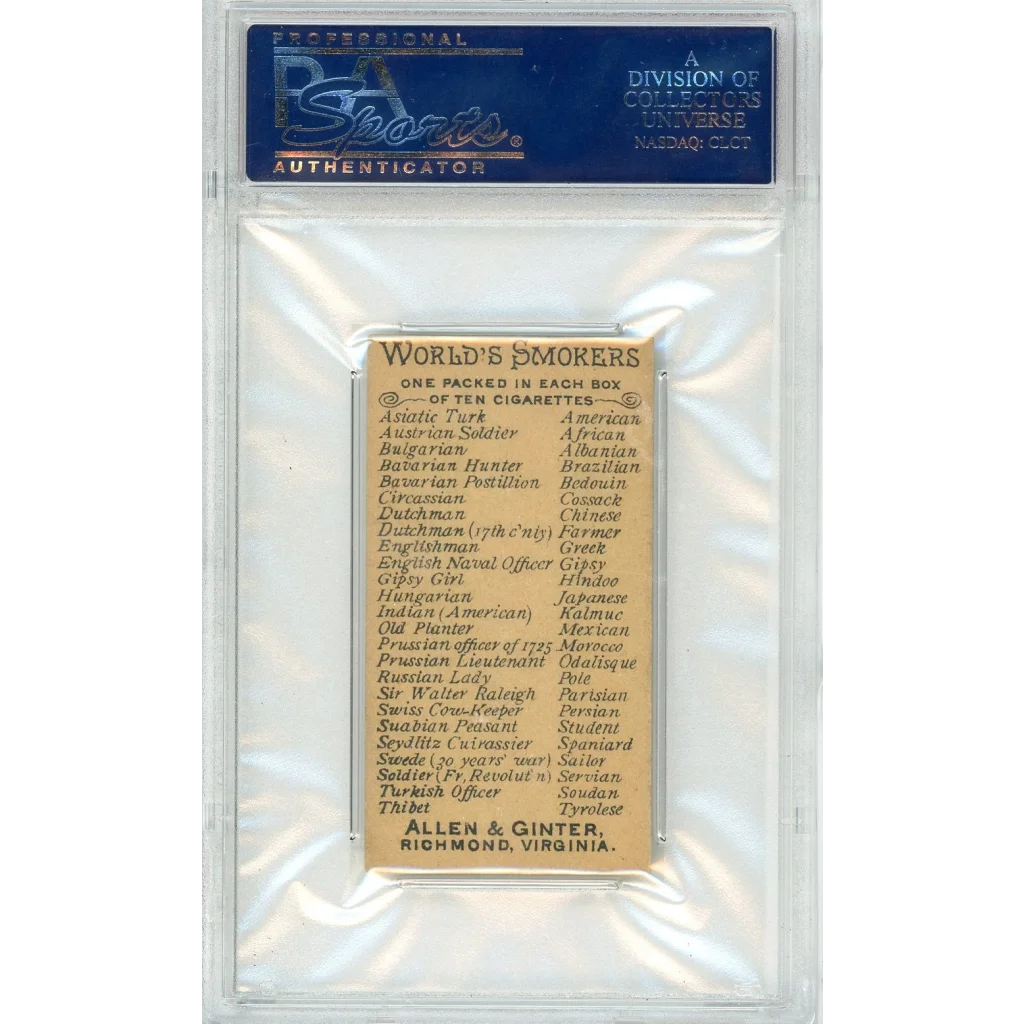 PROFESSIONAL
PSA
Sports®
AUTHENTICATOR
A
DIVISION OF
COLLECTORS
UNIVERSE
NASDAQ: CLCT
WORLD'S SMOKERS
ONE PACKED IN EACH BOX
OF TEN CIGARETTES
Asiatic Turk American
Austrian Soldier African
Bulgarian Albanian
Bavarian Hunter Brazilian
Bavarian Postillion Bedouin
Circassian Cossack
Dutchman Chinese
Dutchman (17th c'nty) Farmer
Englishman Greek
English Naval Officer Gipsy
Gipsy Girl Hindoo
Hungarian Japanese
Indian (American) Kalmuc
Old Planter Mexican
Prussian officer of 1725 Morocco
Prussian Lieutenant Odalisque
Russian Lady Pole
Sir Walter Raleigh Parisian
Swiss Cow-Keeper Persian
Suabian Peasant Student
Seydlitz Cuirassier Spaniard
Swede (30 years' war) Sailor
Soldier (Fr, Revolut'n) Servian
Turkish Officer Soudan
Thibet Tyrolese
ALLEN & GINTER,
RICHMOND, VIRGINIA.